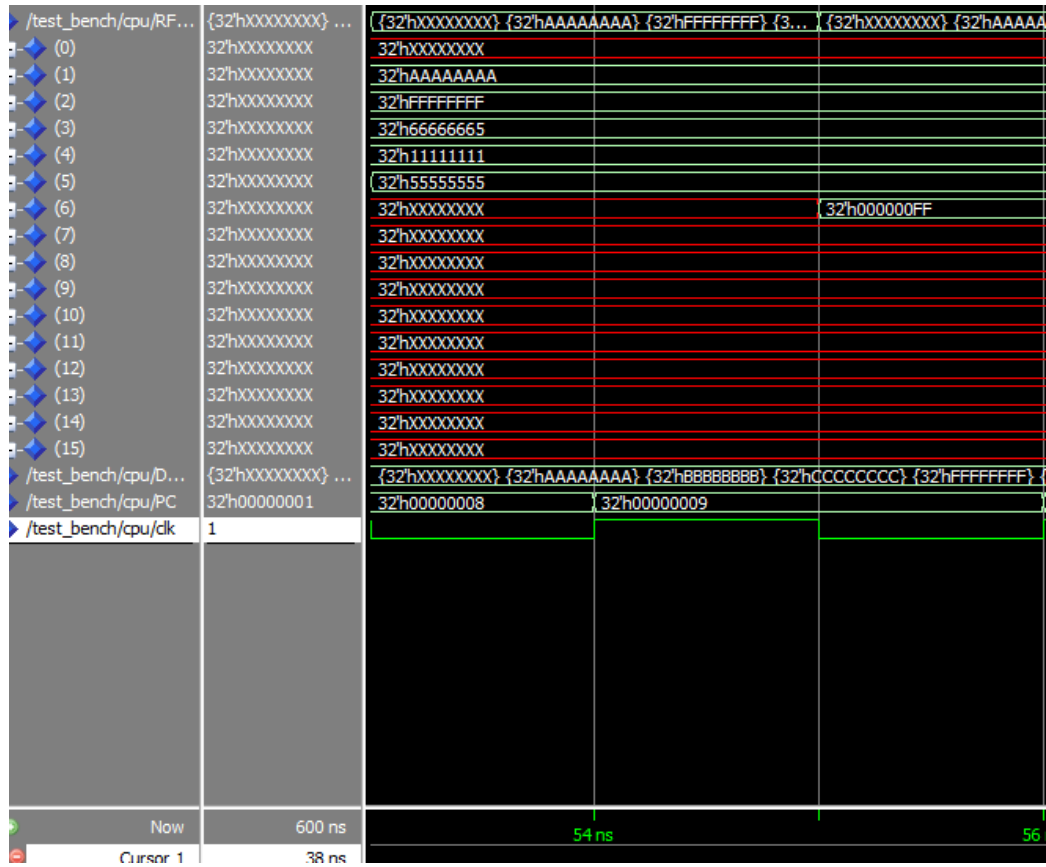 /test_bench/cpu/RF... {32'hXXXXXXXX} ... {32'hXXXXXXXX} {32'hAAAAAAAA} {32'hFFFFFFFF} {3... {32'hXXXXXXXX} {32'hAAAAA
(0) 32'hXXXXXXXX 32'hXXXXXXXX
(1) 32'hXXXXXXXX 32'hAAAAAAAA
(2) 32'hXXXXXXXX 32'hFFFFFFFF
(3) 32'hXXXXXXXX 32'h66666665
(4) 32'hXXXXXXXX 32'h11111111
(5) 32'hXXXXXXXX 32'h55555555
(6) 32'hXXXXXXXX 32'hXXXXXXXX 32'h000000FF
(7) 32'hXXXXXXXX 32'hXXXXXXXX
(8) 32'hXXXXXXXX 32'hXXXXXXXX
(9) 32'hXXXXXXXX 32'hXXXXXXXX
(10) 32'hXXXXXXXX 32'hXXXXXXXX
(11) 32'hXXXXXXXX 32'hXXXXXXXX
(12) 32'hXXXXXXXX 32'hXXXXXXXX
(13) 32'hXXXXXXXX 32'hXXXXXXXX
(14) 32'hXXXXXXXX 32'hXXXXXXXX
(15) 32'hXXXXXXXX 32'hXXXXXXXX
/test_bench/cpu/D... {32'hXXXXXXXX} ... {32'hXXXXXXXX} {32'hAAAAAAAA} {32'hBBBBBBBB} {32'hCCCCCCCC} {32'hFFFFFFFF} {
/test_bench/cpu/PC 32'h00000001 32'h00000008 32'h00000009
/test_bench/cpu/clk 1
Now 600 ns 54 ns 56
Cursor 1 38 ns